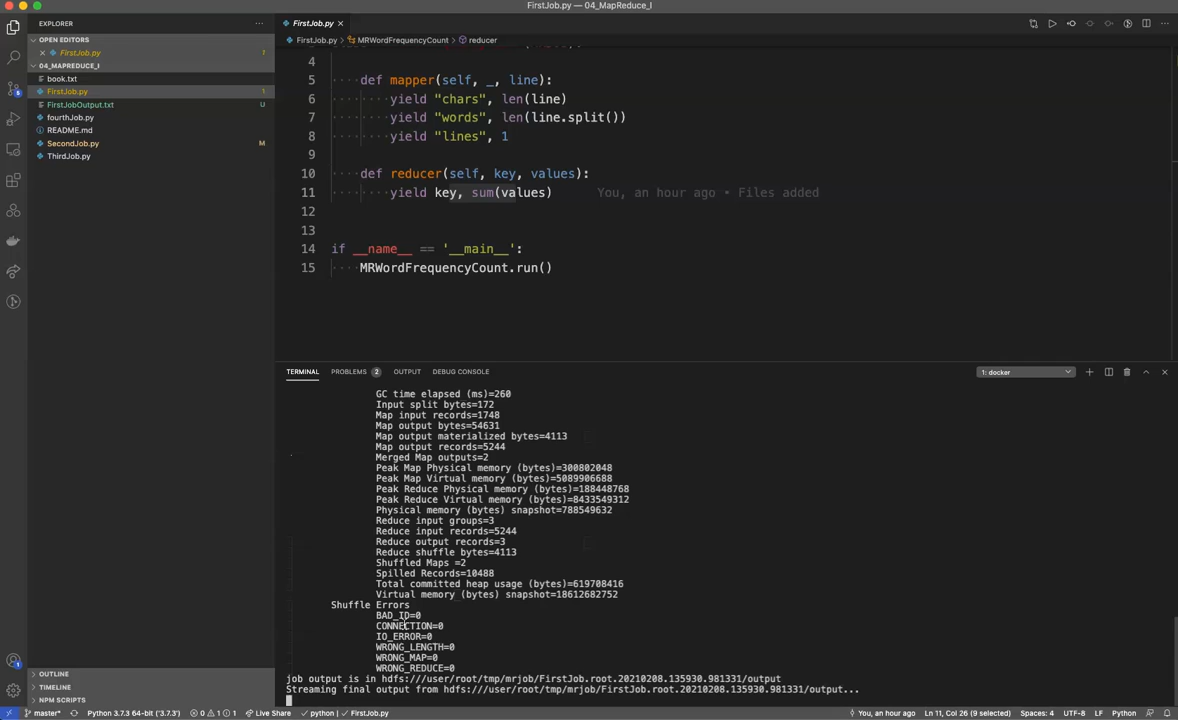 FirstJob.py — 04_MapReduce_I
EXPLORER
OPEN EDITORS
FirstJob.py 1
04_MAPREDUCE_I
book.txt
FirstJob.py 1
FirstJobOutput.txt U
fourthJob.py
README.md
SecondJob.py M
ThirdJob.py
OUTLINE
TIMELINE
NPM SCRIPTS
FirstJob.py
FirstJob.py > MRWordFrequencyCount > reducer
4
5 def mapper(self, _, line):
6 yield "chars", len(line)
7 yield "words", len(line.split())
8 yield "lines", 1
9
10 def reducer(self, key, values):
11 yield key, sum(values) You, an hour ago • Files added
12
13
14 if __name__ == '__main__':
15 MRWordFrequencyCount.run()
TERMINAL PROBLEMS 2 OUTPUT DEBUG CONSOLE 1: docker
GC time elapsed (ms)=260
Input split bytes=172
Map input records=1748
Map output bytes=54631
Map output materialized bytes=4113
Map output records=5244
Merged Map outputs=2
Peak Map Physical memory (bytes)=300802048
Peak Map Virtual memory (bytes)=5089906688
Peak Reduce Physical memory (bytes)=188448768
Peak Reduce Virtual memory (bytes)=8433549312
Physical memory (bytes) snapshot=788549632
Reduce input groups=3
Reduce input records=5244
Reduce output records=3
Reduce shuffle bytes=4113
Shuffled Maps =2
Spilled Records=10488
Total committed heap usage (bytes)=619708416
Virtual memory (bytes) snapshot=18612682752
Shuffle Errors
BAD_ID=0
CONNECTION=0
IO_ERROR=0
WRONG_LENGTH=0
WRONG_MAP=0
WRONG_REDUCE=0
job output is in hdfs:///user/root/tmp/mrjob/FirstJob.root.20210208.135930.981331/output
Streaming final output from hdfs:///user/root/tmp/mrjob/FirstJob.root.20210208.135930.981331/output...
master* Python 3.7.3 64-bit ('3.7.3') 0 1 1 Live Share python | FirstJob.py You, an hour ago Ln 11, Col 26 (9 selected) Spaces: 4 UTF-8 LF Python